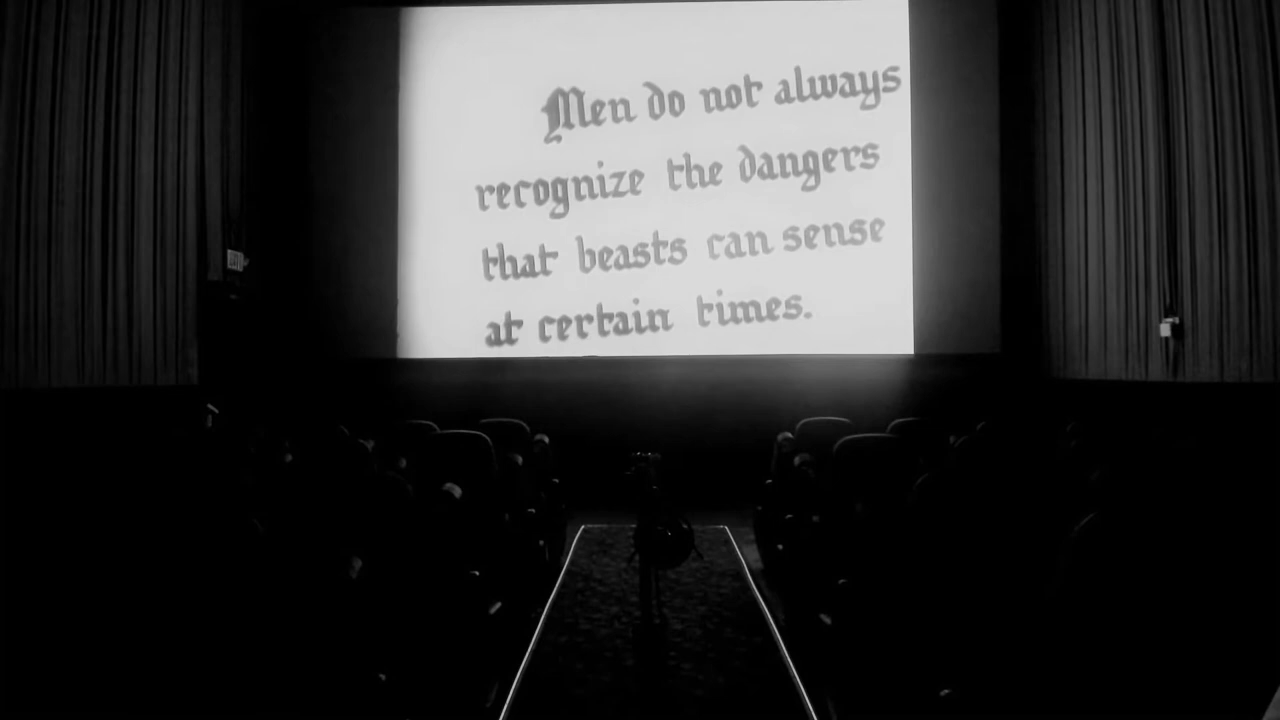 Men do not always
recognize the dangers
that beasts can sense
at certain times.